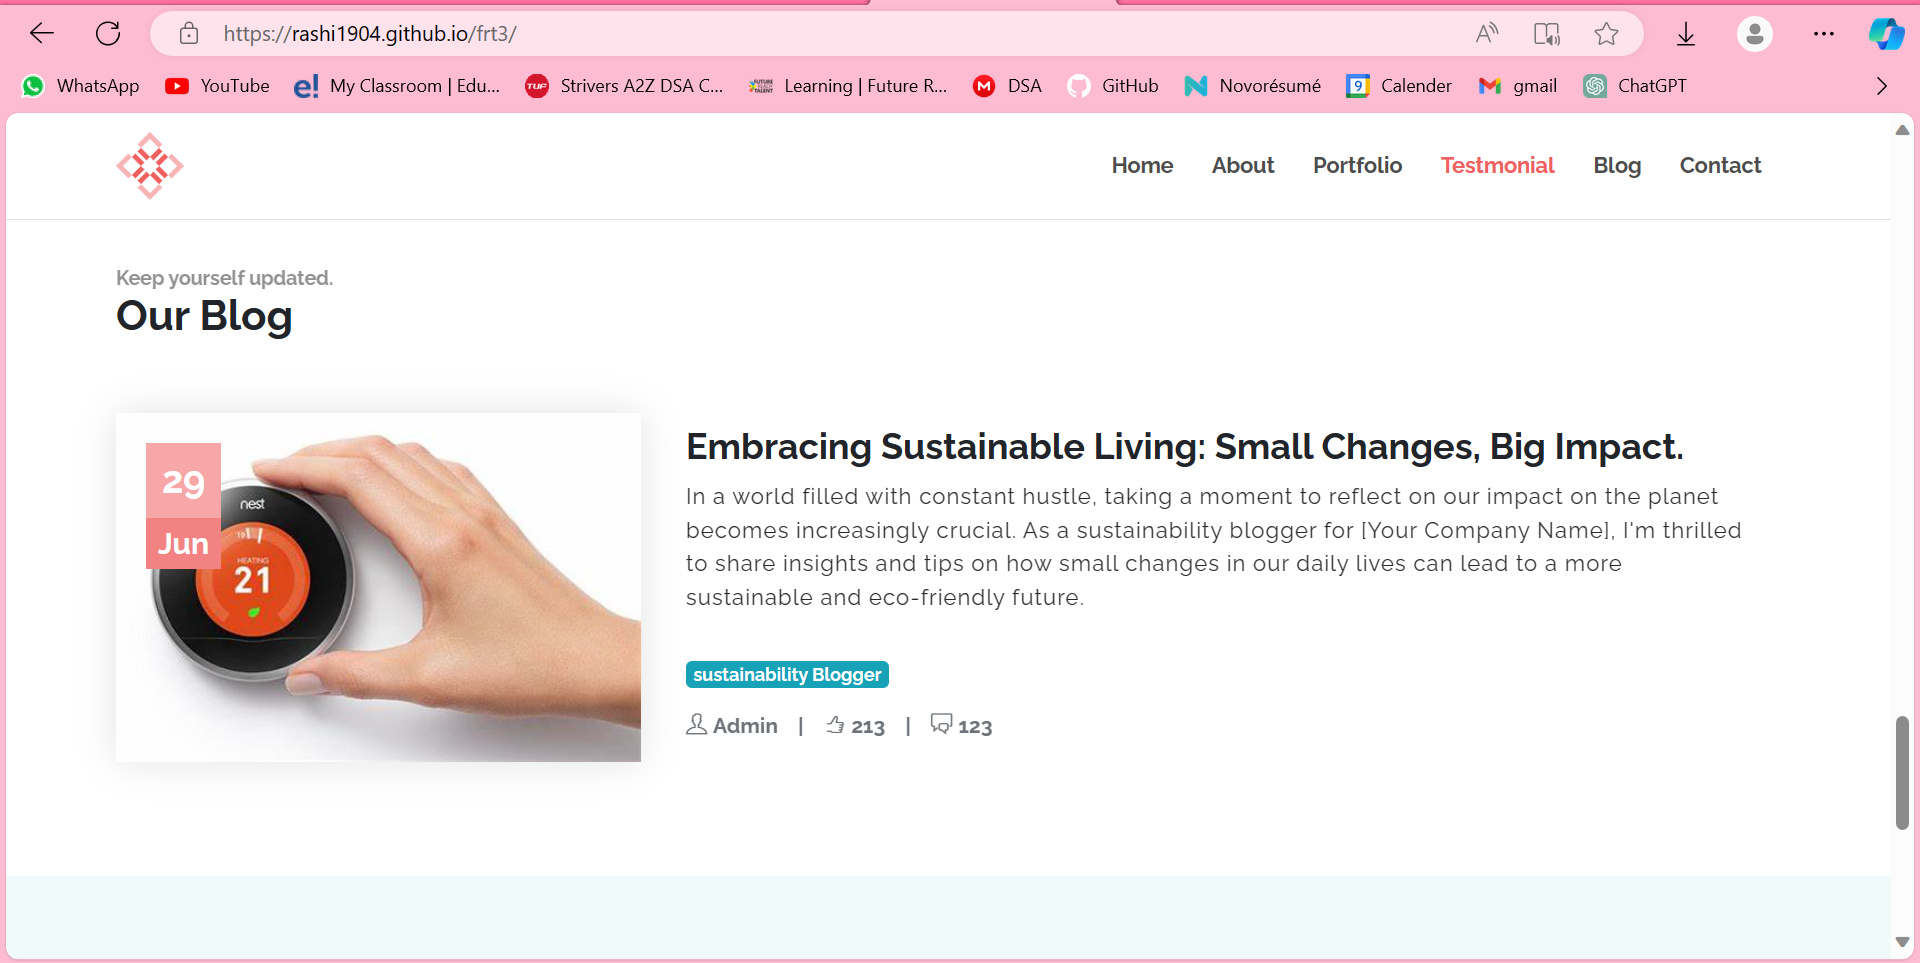 https://rashi1904.github.io/frt3/
WhatsApp YouTube My Classroom | Edu... Strivers A2Z DSA C... Learning | Future R... DSA GitHub Novorésumé Calender gmail ChatGPT
Home About Portfolio Testmonial Blog Contact
Keep yourself updated.
Our Blog
29
Jun
nest
19
HEATING
21
Embracing Sustainable Living: Small Changes, Big Impact.
In a world filled with constant hustle, taking a moment to reflect on our impact on the planet
becomes increasingly crucial. As a sustainability blogger for [Your Company Name], I'm thrilled
to share insights and tips on how small changes in our daily lives can lead to a more
sustainable and eco-friendly future.
sustainability Blogger
Admin | 213 | 123